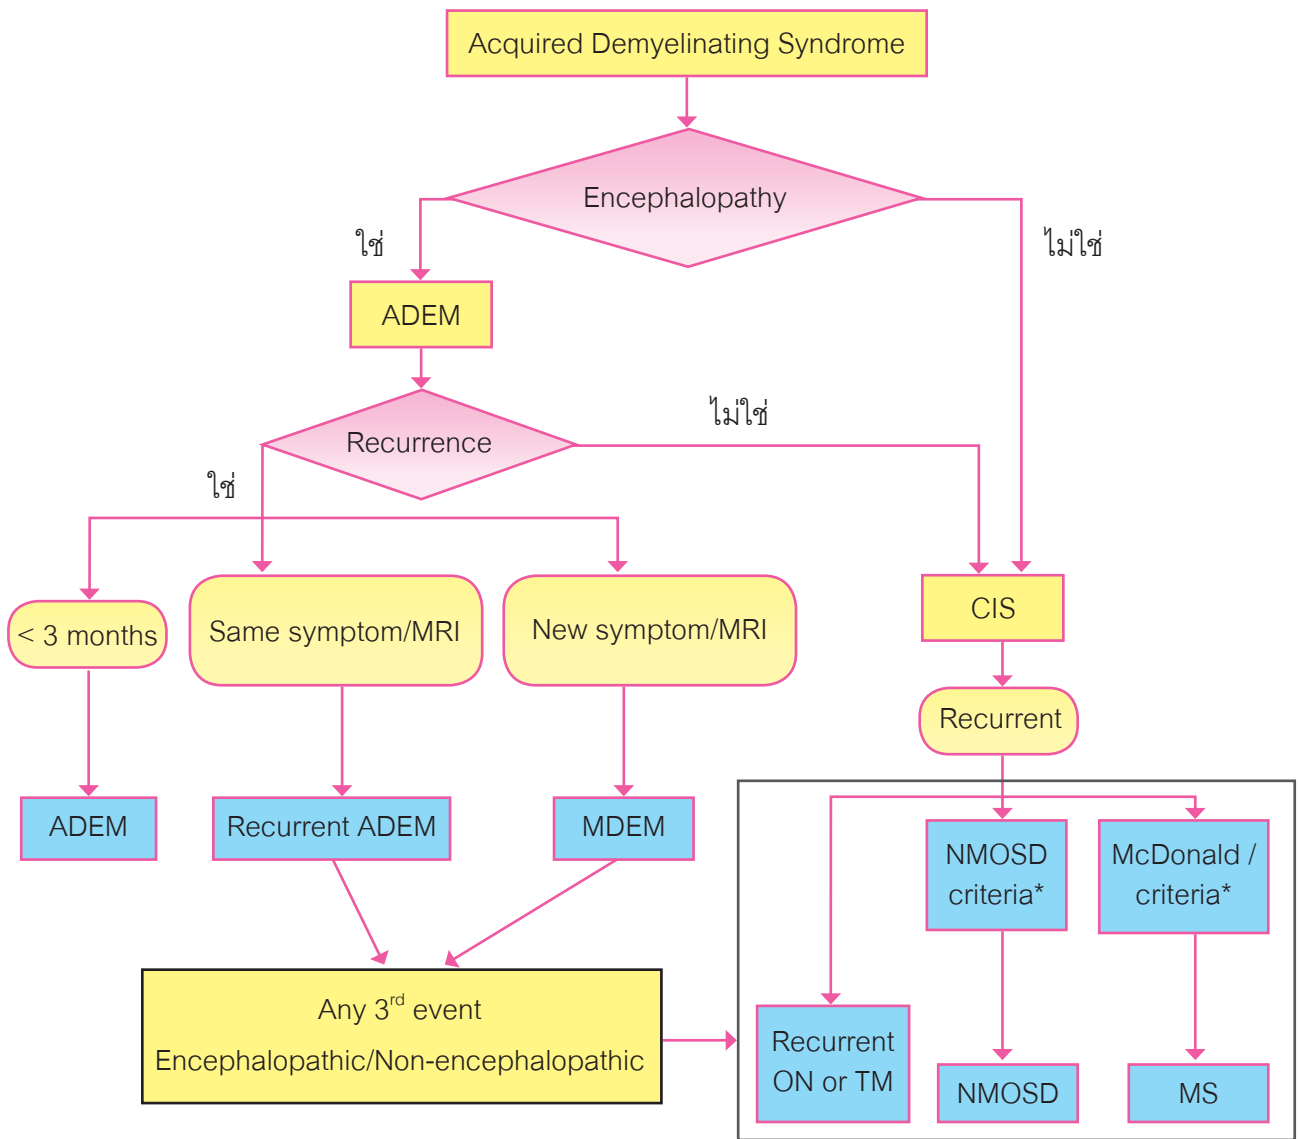 Acquired Demyelinating Syndrome
Encephalopathy
ใช่
ไม่ใช่
ADEM
Recurrence
ไม่ใช่
ใช่
< 3 months
Same symptom/MRI
New symptom/MRI
CIS
Recurrent
ADEM
Recurrent ADEM
MDEM
NMOSD
criteria*
McDonald /
criteria*
Any 3rd event
Encephalopathic/Non-encephalopathic
Recurrent
ON or TM
NMOSD
MS